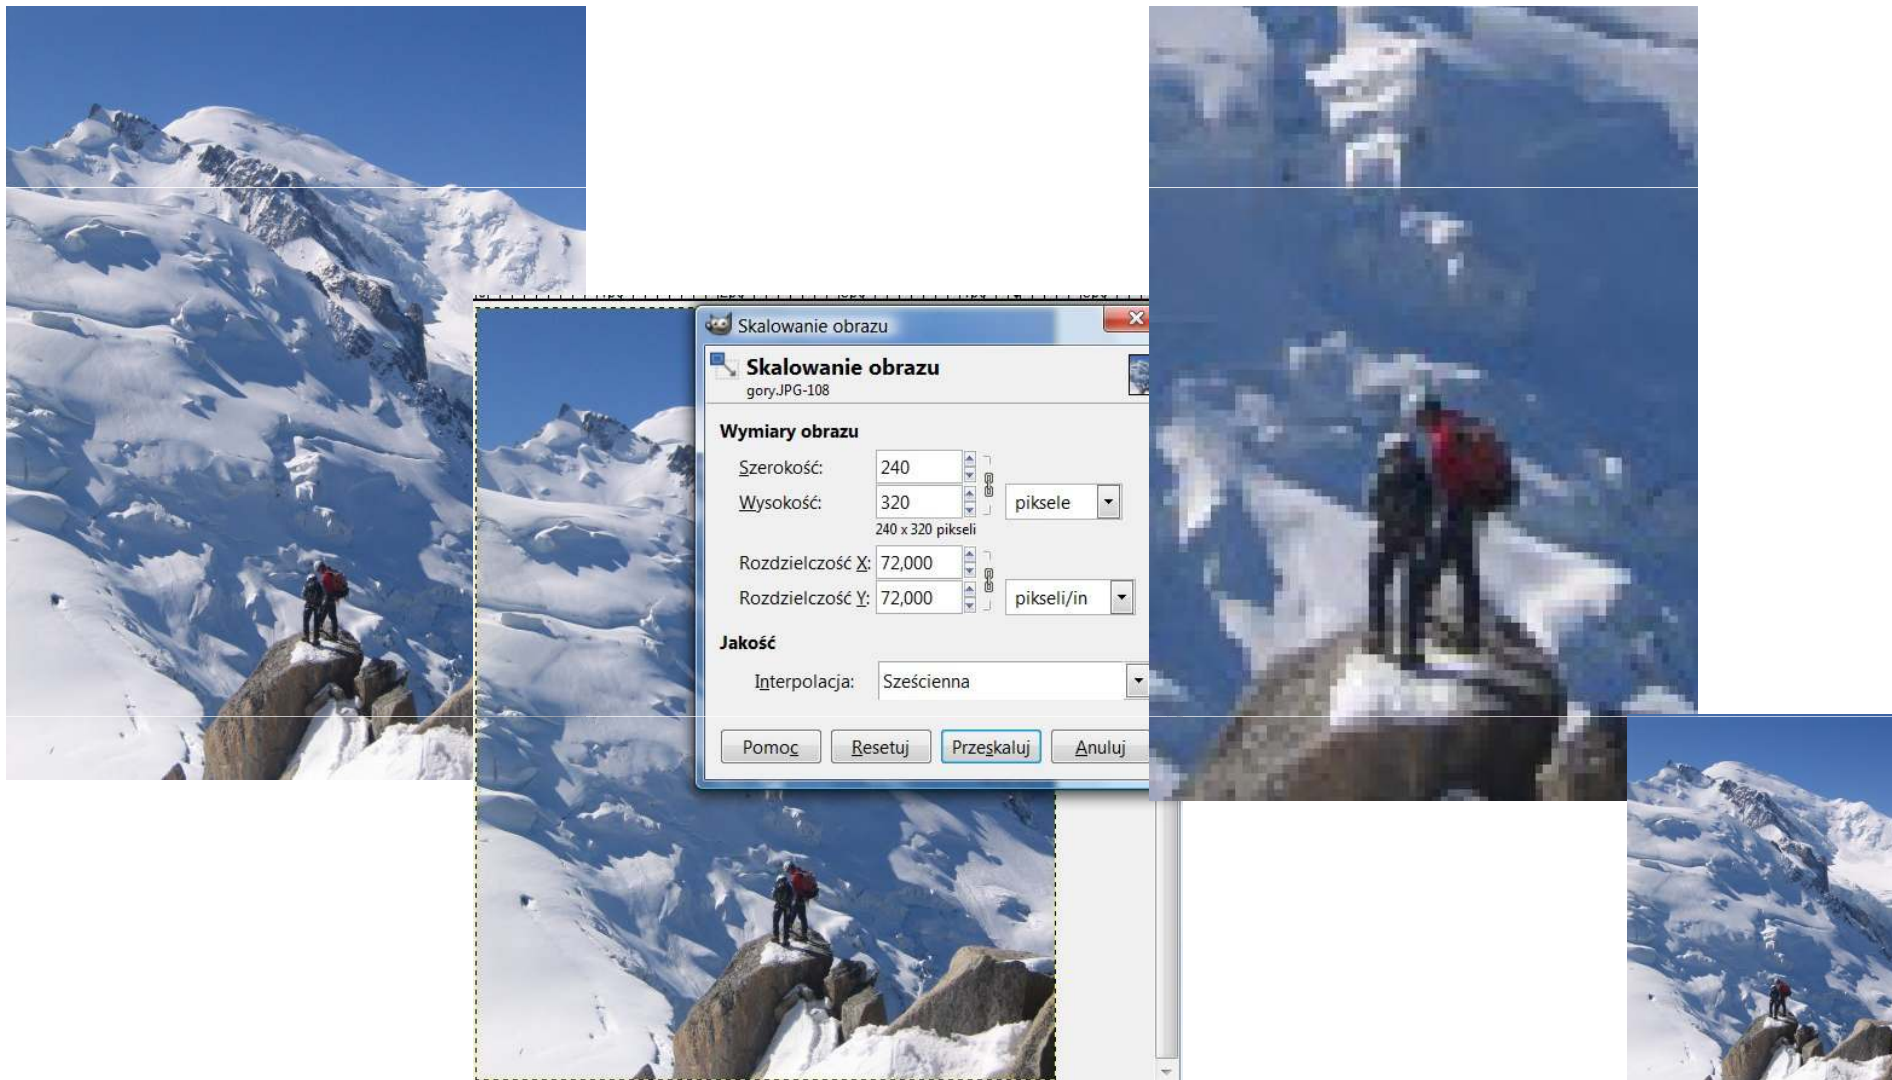 Skalowanie obrazu
Skalowanie obrazu
gory.JPG-108
Wymiary obrazu
Szerokość: 240
Wysokość: 320 piksele
240 x 320 pikseli
Rozdzielczość X: 72,000
Rozdzielczość Y: 72,000 pikseli/in
Jakość
Interpolacja: Sześcienna
Pomoc Resetuj Przeskaluj Anuluj